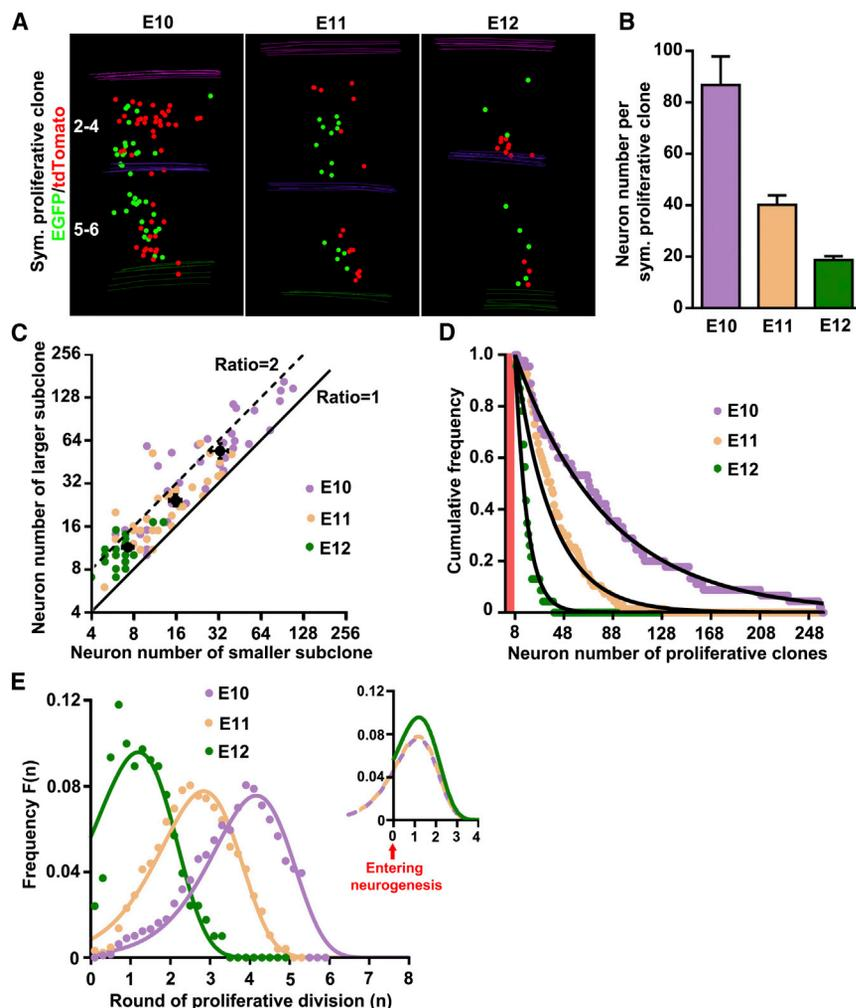 A
E10
E11
E12
Sym. proliferative clone
EGFP/tdTomato
2-4
5-6
B
Neuron number per
sym. proliferative clone
100
80
60
40
20
0
E10
E11
E12
C
Neuron number of larger subclone
256
128
64
32
16
8
4
Ratio=2
Ratio=1
E10
E11
E12
4 8 16 32 64 128 256
Neuron number of smaller subclone
D
Cumulative frequency
1.0
0.8
0.6
0.4
0.2
0
E10
E11
E12
8 48 88 128 168 208 248
Neuron number of proliferative clones
E
Frequency F(n)
0.12
0.08
0.04
0
E10
E11
E12
0 1 2 3 4 5 6 7 8
Round of proliferative division (n)
0.12
0.08
0.04
0
0 1 2 3 4
Entering
neurogenesis